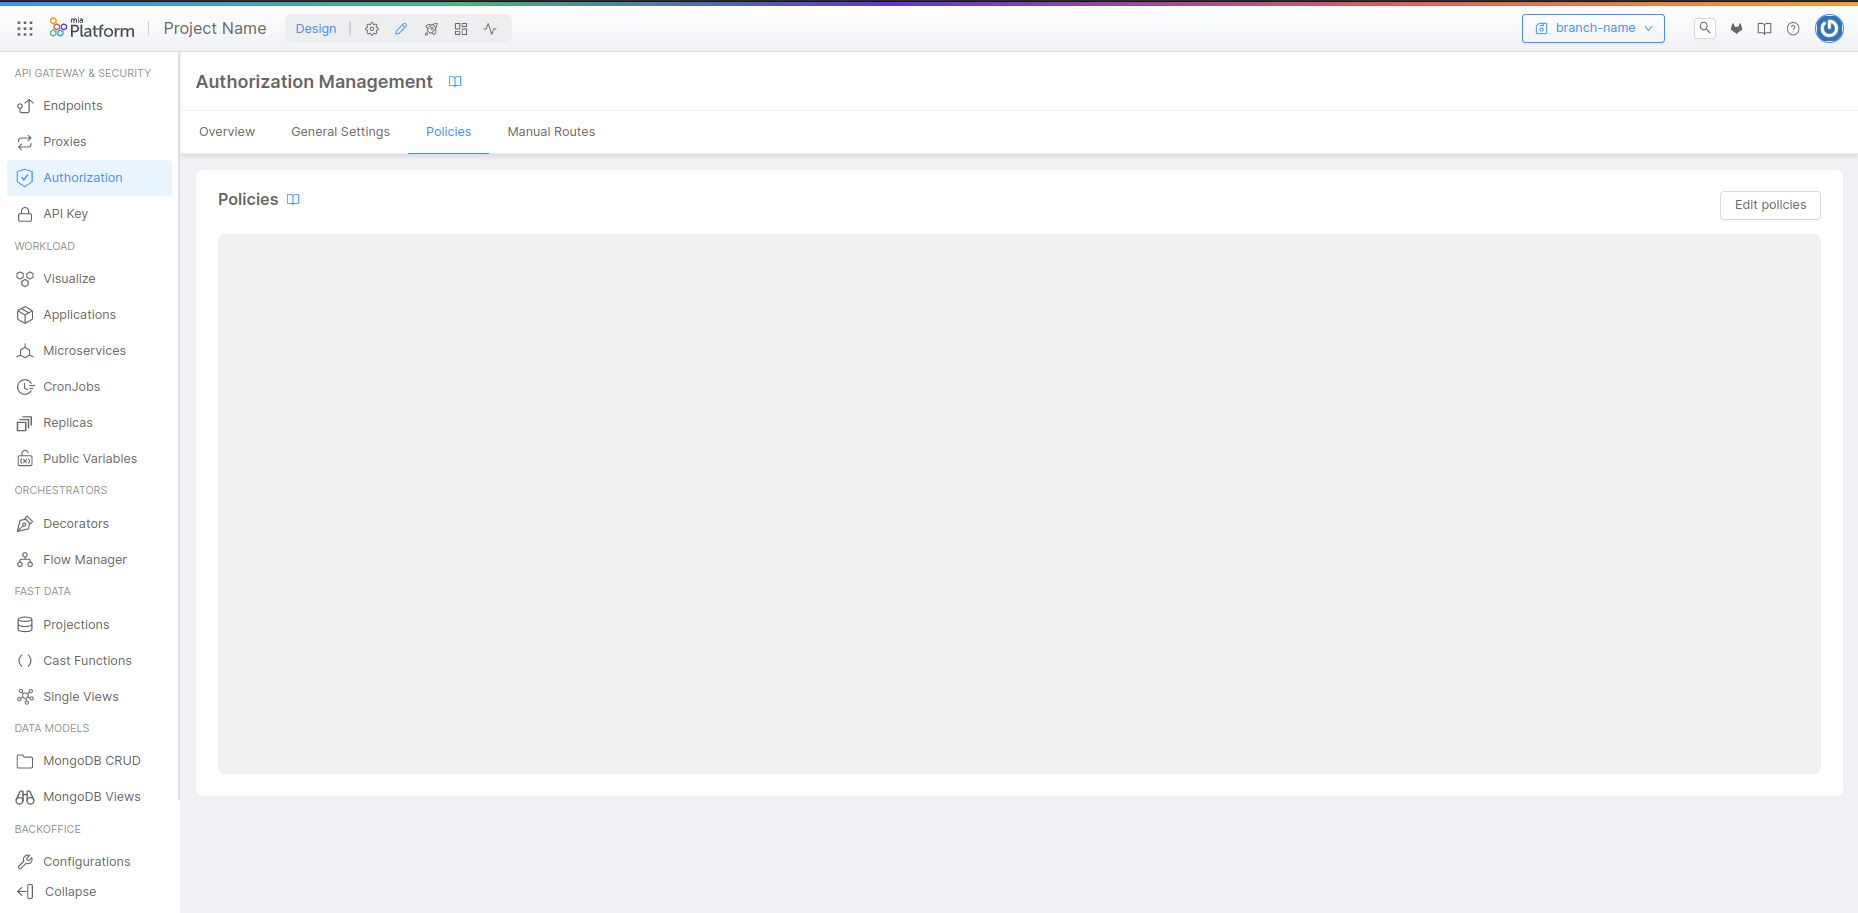 mia
Platform
Project Name
Design
branch-name
API GATEWAY & SECURITY
Endpoints
Proxies
Authorization
API Key
WORKLOAD
Visualize
Applications
Microservices
CronJobs
Replicas
Public Variables
ORCHESTRATORS
Decorators
Flow Manager
FAST DATA
Projections
Cast Functions
Single Views
DATA MODELS
MongoDB CRUD
MongoDB Views
BACKOFFICE
Configurations
Collapse
Authorization Management
Overview
General Settings
Policies
Manual Routes
Policies
Edit policies